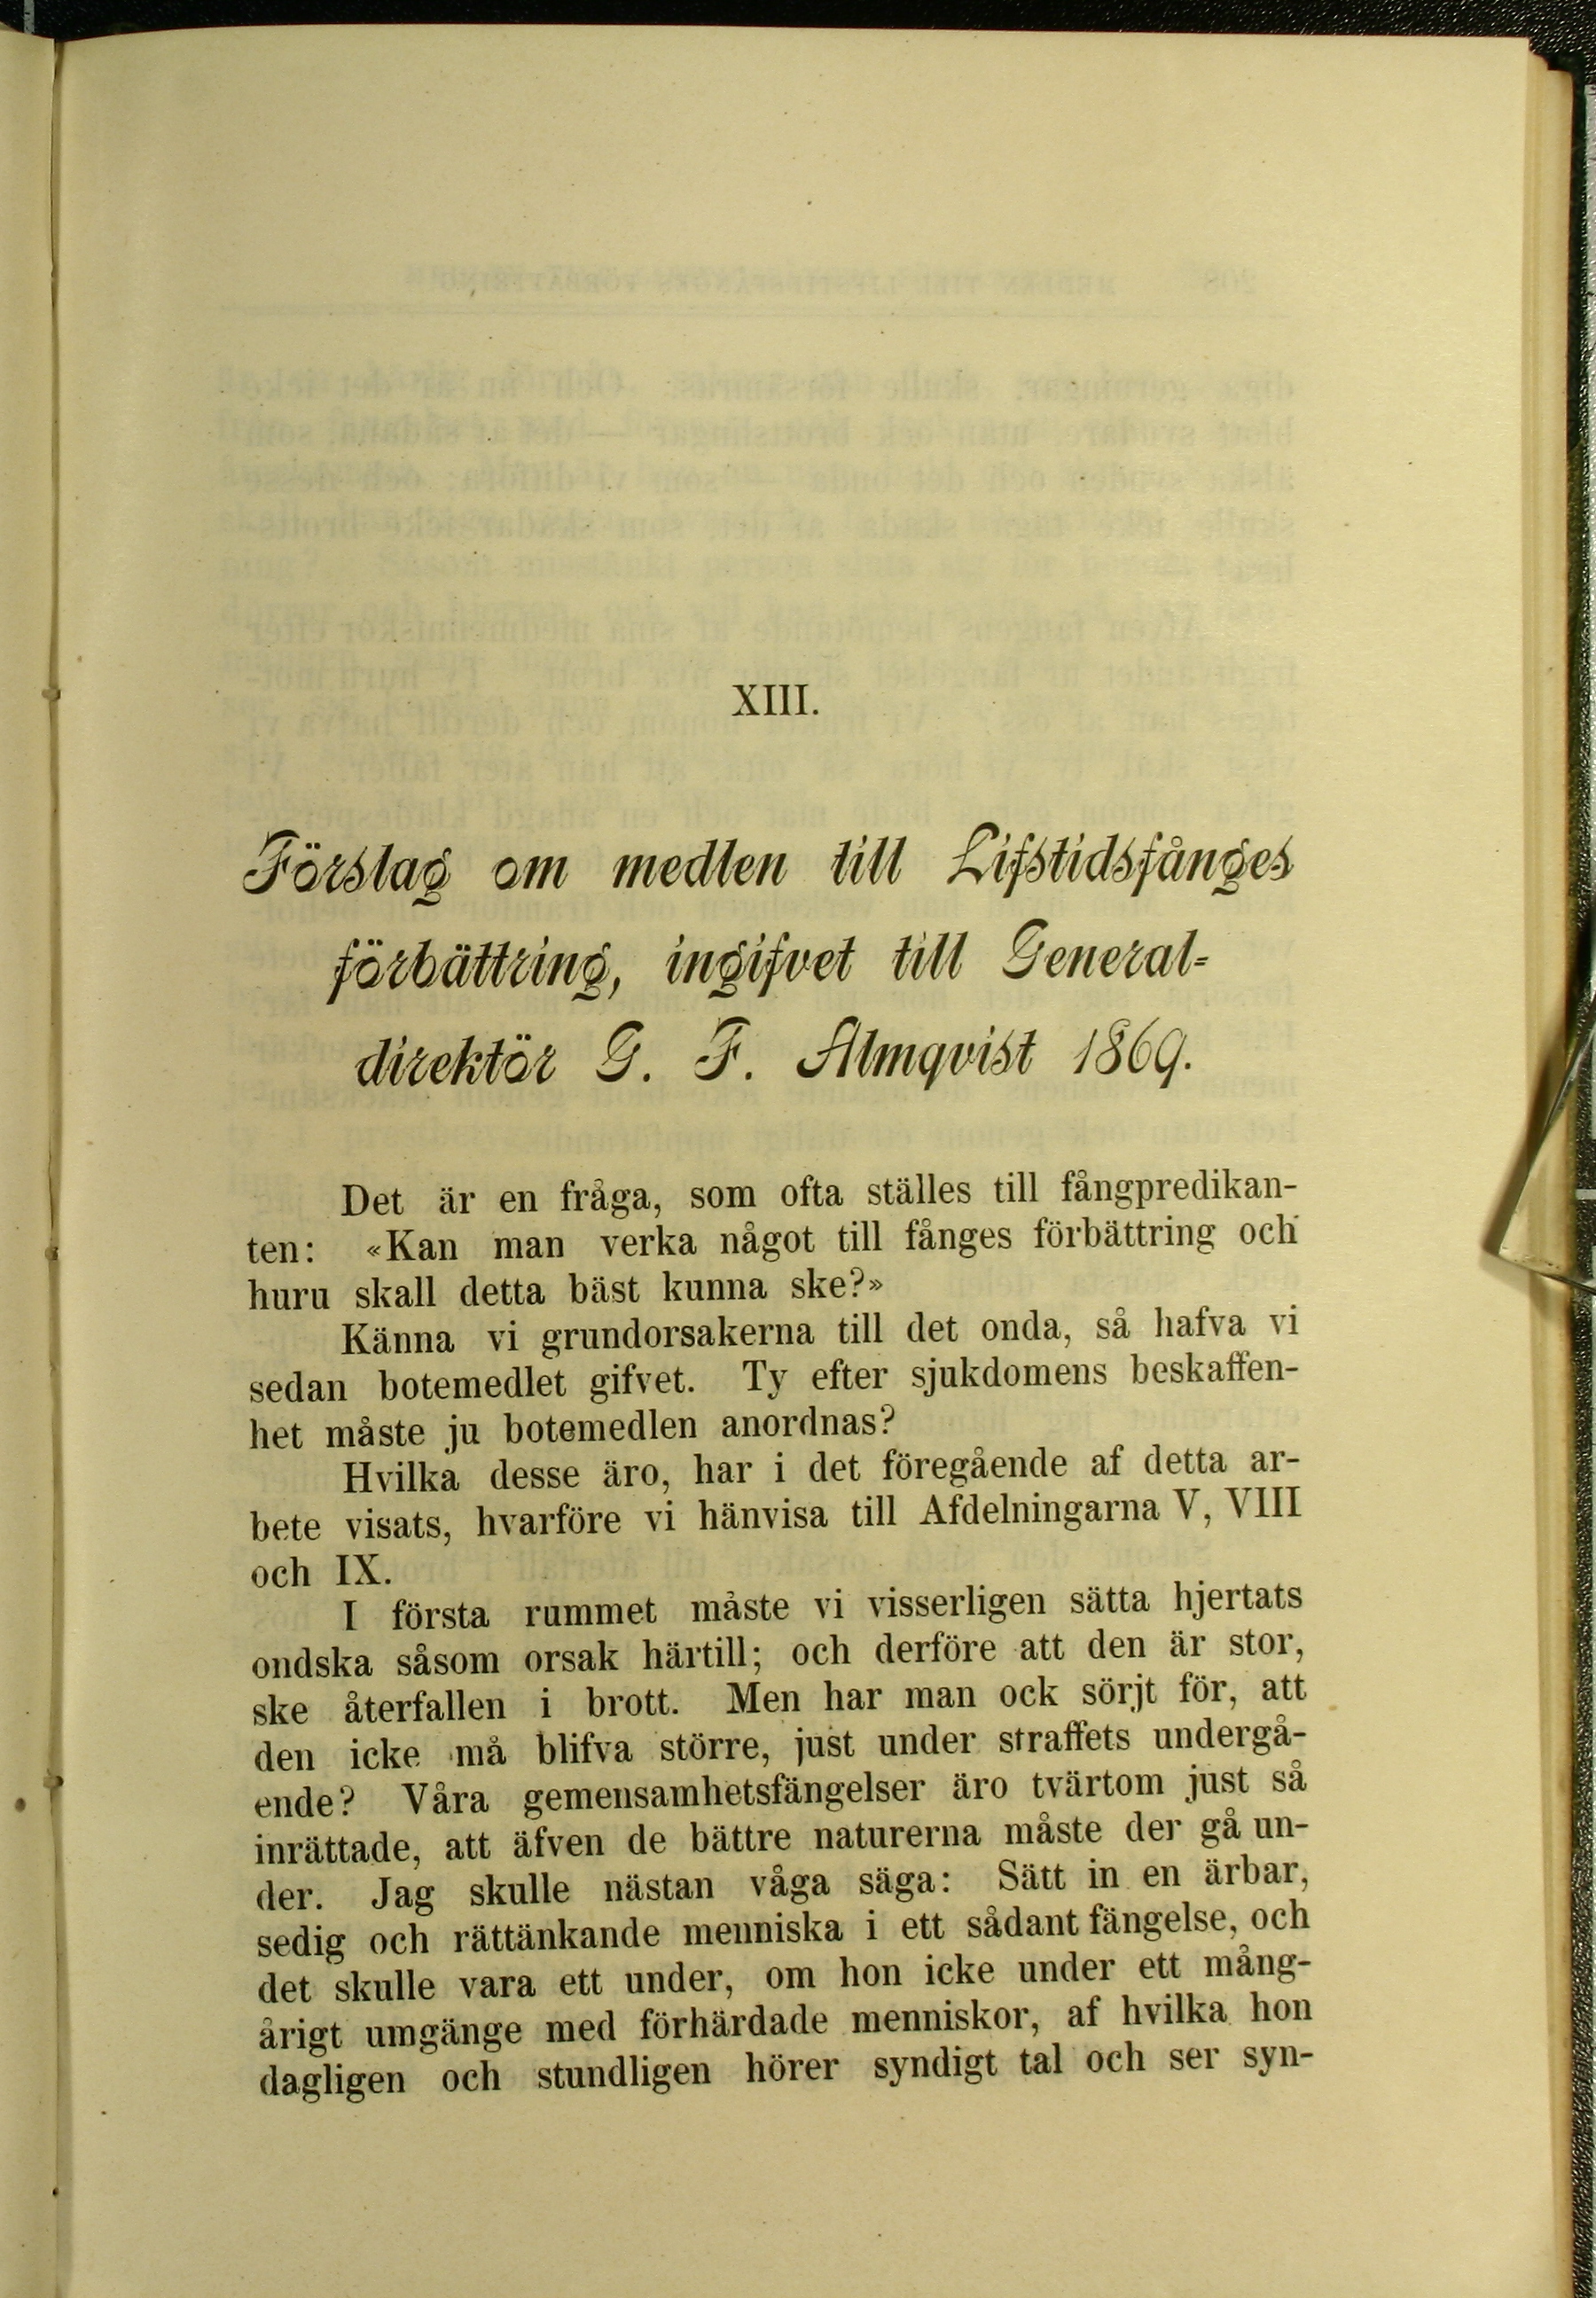 XIII.
Förslag om medlen till Lifstidsfånges
förbättring, ingifvet till General-
direktör G. F. Almqvist 1869.
Det är en fråga, som ofta ställes till fångpredikan-
ten: «Kan man verka något till fånges förbättring och
huru skall detta bäst kunna ske?»
Känna vi grundorsakerna till det onda, så hafva vi
sedan botemedlet gifvet. Ty efter sjukdomens beskaffen-
het måste ju botemedlen anordnas?
Hvilka desse äro, har i det föregående af detta ar-
bete visats, hvarföre vi hänvisa till Afdelningarna V, VIII
och IX.
I första rummet måste vi visserligen sätta hjertats
ondska såsom orsak härtill; och derföre att den är stor,
ske återfallen i brott. Men har man ock sörjt för, att
den icke må blifva större, just under straffets undergå-
ende? Våra gemensamhetsfängelser äro tvärtom just så
inrättade, att äfven de bättre naturerna måste der gå un-
der. Jag skulle nästan våga säga: Sätt in en ärbar,
sedig och rättänkande menniska i ett sådant fängelse, och
det skulle vara ett under, om hon icke under ett mång-
årigt umgänge med förhärdade menniskor, af hvilka hon
dagligen och stundligen hörer syndigt tal och ser syn-